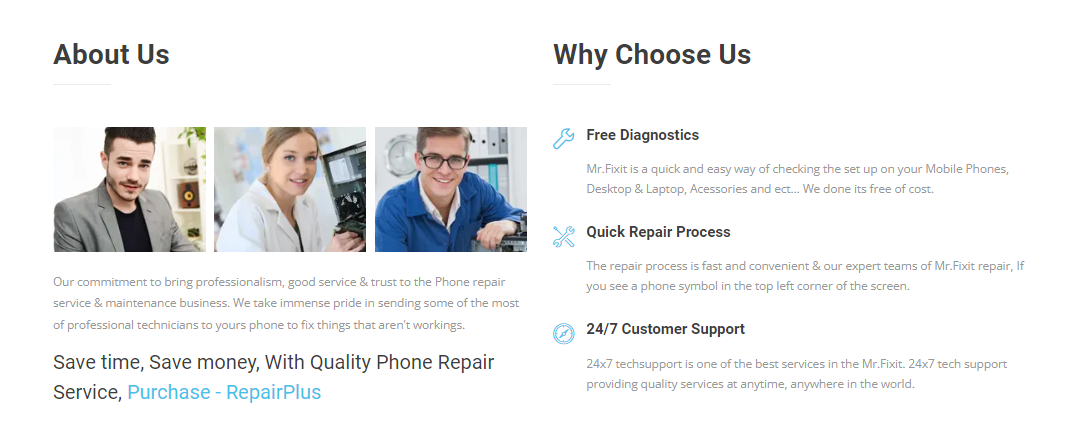 About Us
Our commitment to bring professionalism, good service & trust to the Phone repair
service & maintenance business. We take immense pride in sending some of the most
of professional technicians to yours phone to fix things that aren't workings.
Save time, Save money, With Quality Phone Repair
Service, Purchase - RepairPlus
Why Choose Us
Free Diagnostics
Mr.Fixit is a quick and easy way of checking the set up on your Mobile Phones,
Desktop & Laptop, Acessories and ect... We done its free of cost.
Quick Repair Process
The repair process is fast and convenient & our expert teams of Mr.Fixit repair, If
you see a phone symbol in the top left corner of the screen.
24/7 Customer Support
24x7 techsupport is one of the best services in the Mr.Fixit. 24x7 tech support
providing quality services at anytime, anywhere in the world.